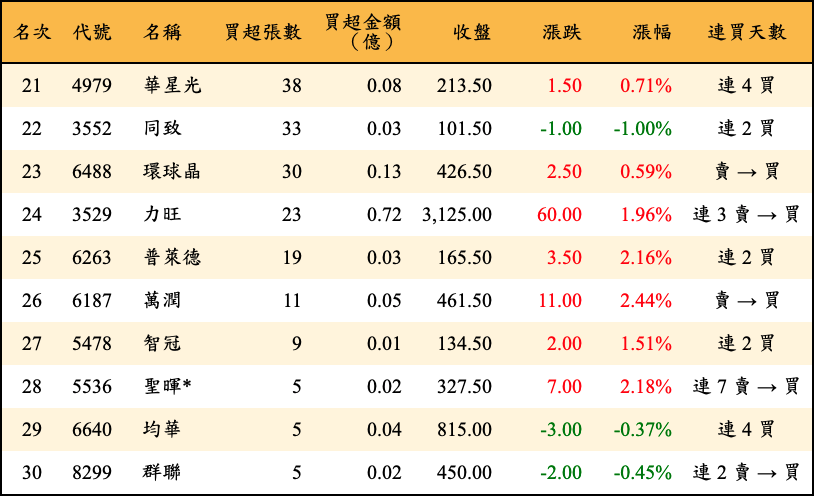 名次 代號 名稱 買超張數 買超金額（億） 收盤 漲跌 漲幅 連買天數
21 4979 華星光 38 0.08 213.50 1.50 0.71% 連 4 買
22 3552 同致 33 0.03 101.50 -1.00 -1.00% 連 2 買
23 6488 環球晶 30 0.13 426.50 2.50 0.59% 賣 → 買
24 3529 力旺 23 0.72 3,125.00 60.00 1.96% 連 3 賣 → 買
25 6263 普萊德 19 0.03 165.50 3.50 2.16% 連 2 買
26 6187 萬潤 11 0.05 461.50 11.00 2.44% 賣 → 買
27 5478 智冠 9 0.01 134.50 2.00 1.51% 連 2 買
28 5536 聖暉* 5 0.02 327.50 7.00 2.18% 連 7 賣 → 買
29 6640 均華 5 0.04 815.00 -3.00 -0.37% 連 4 買
30 8299 群聯 5 0.02 450.00 -2.00 -0.45% 連 2 賣 → 買